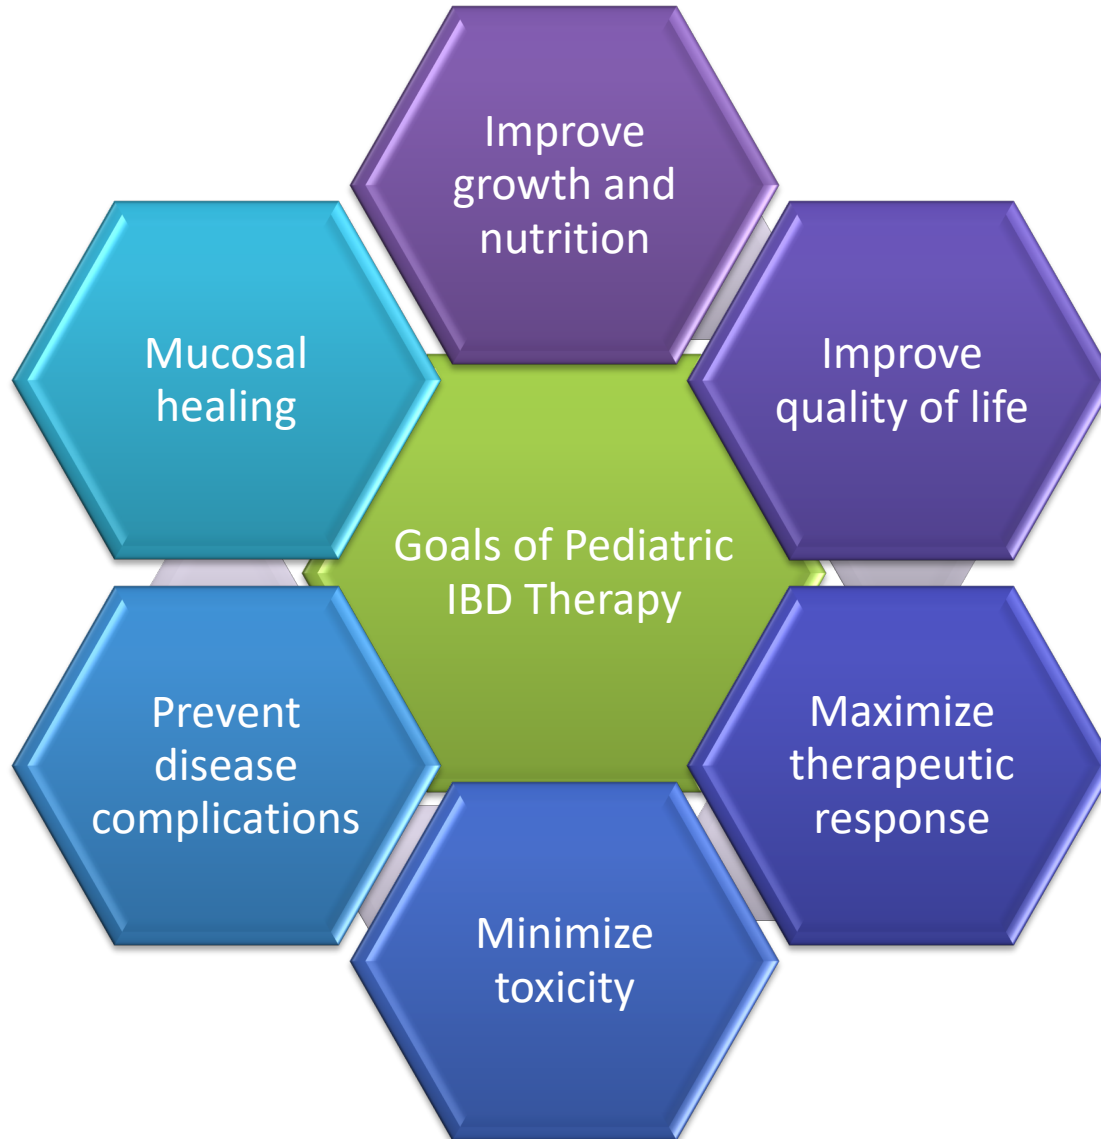 Improve
growth and
nutrition
Mucosal
healing
Improve
quality of life
Goals of Pediatric
IBD Therapy
Prevent
disease
complications
Maximize
therapeutic
response
Minimize
toxicity